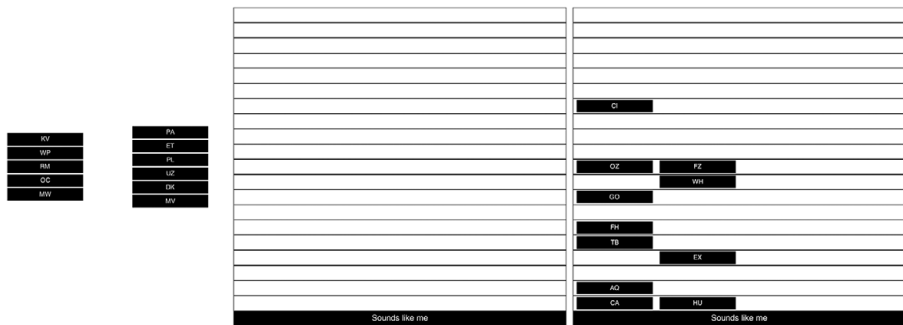 KV
WP
RM
OC
MW
PA
ET
PL
UZ
DK
MV
Sounds like me
CI
OZ FZ
WH
GO
FH
TB
EX
AQ
CA HU
Sounds like me